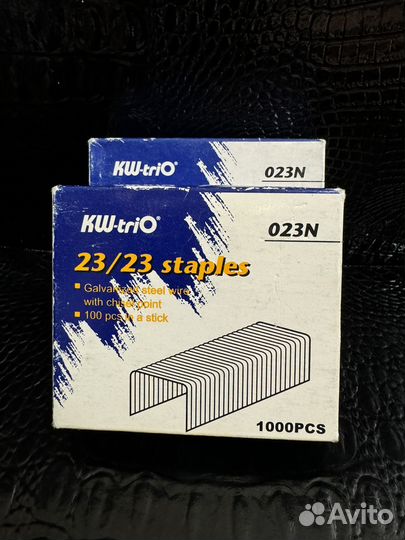 KW-triO®
023N
KW-triO®
023N
23/23 staples
Galvanized steel wire
with chisel point
100 pcs in a stick
1000PCS
Avito